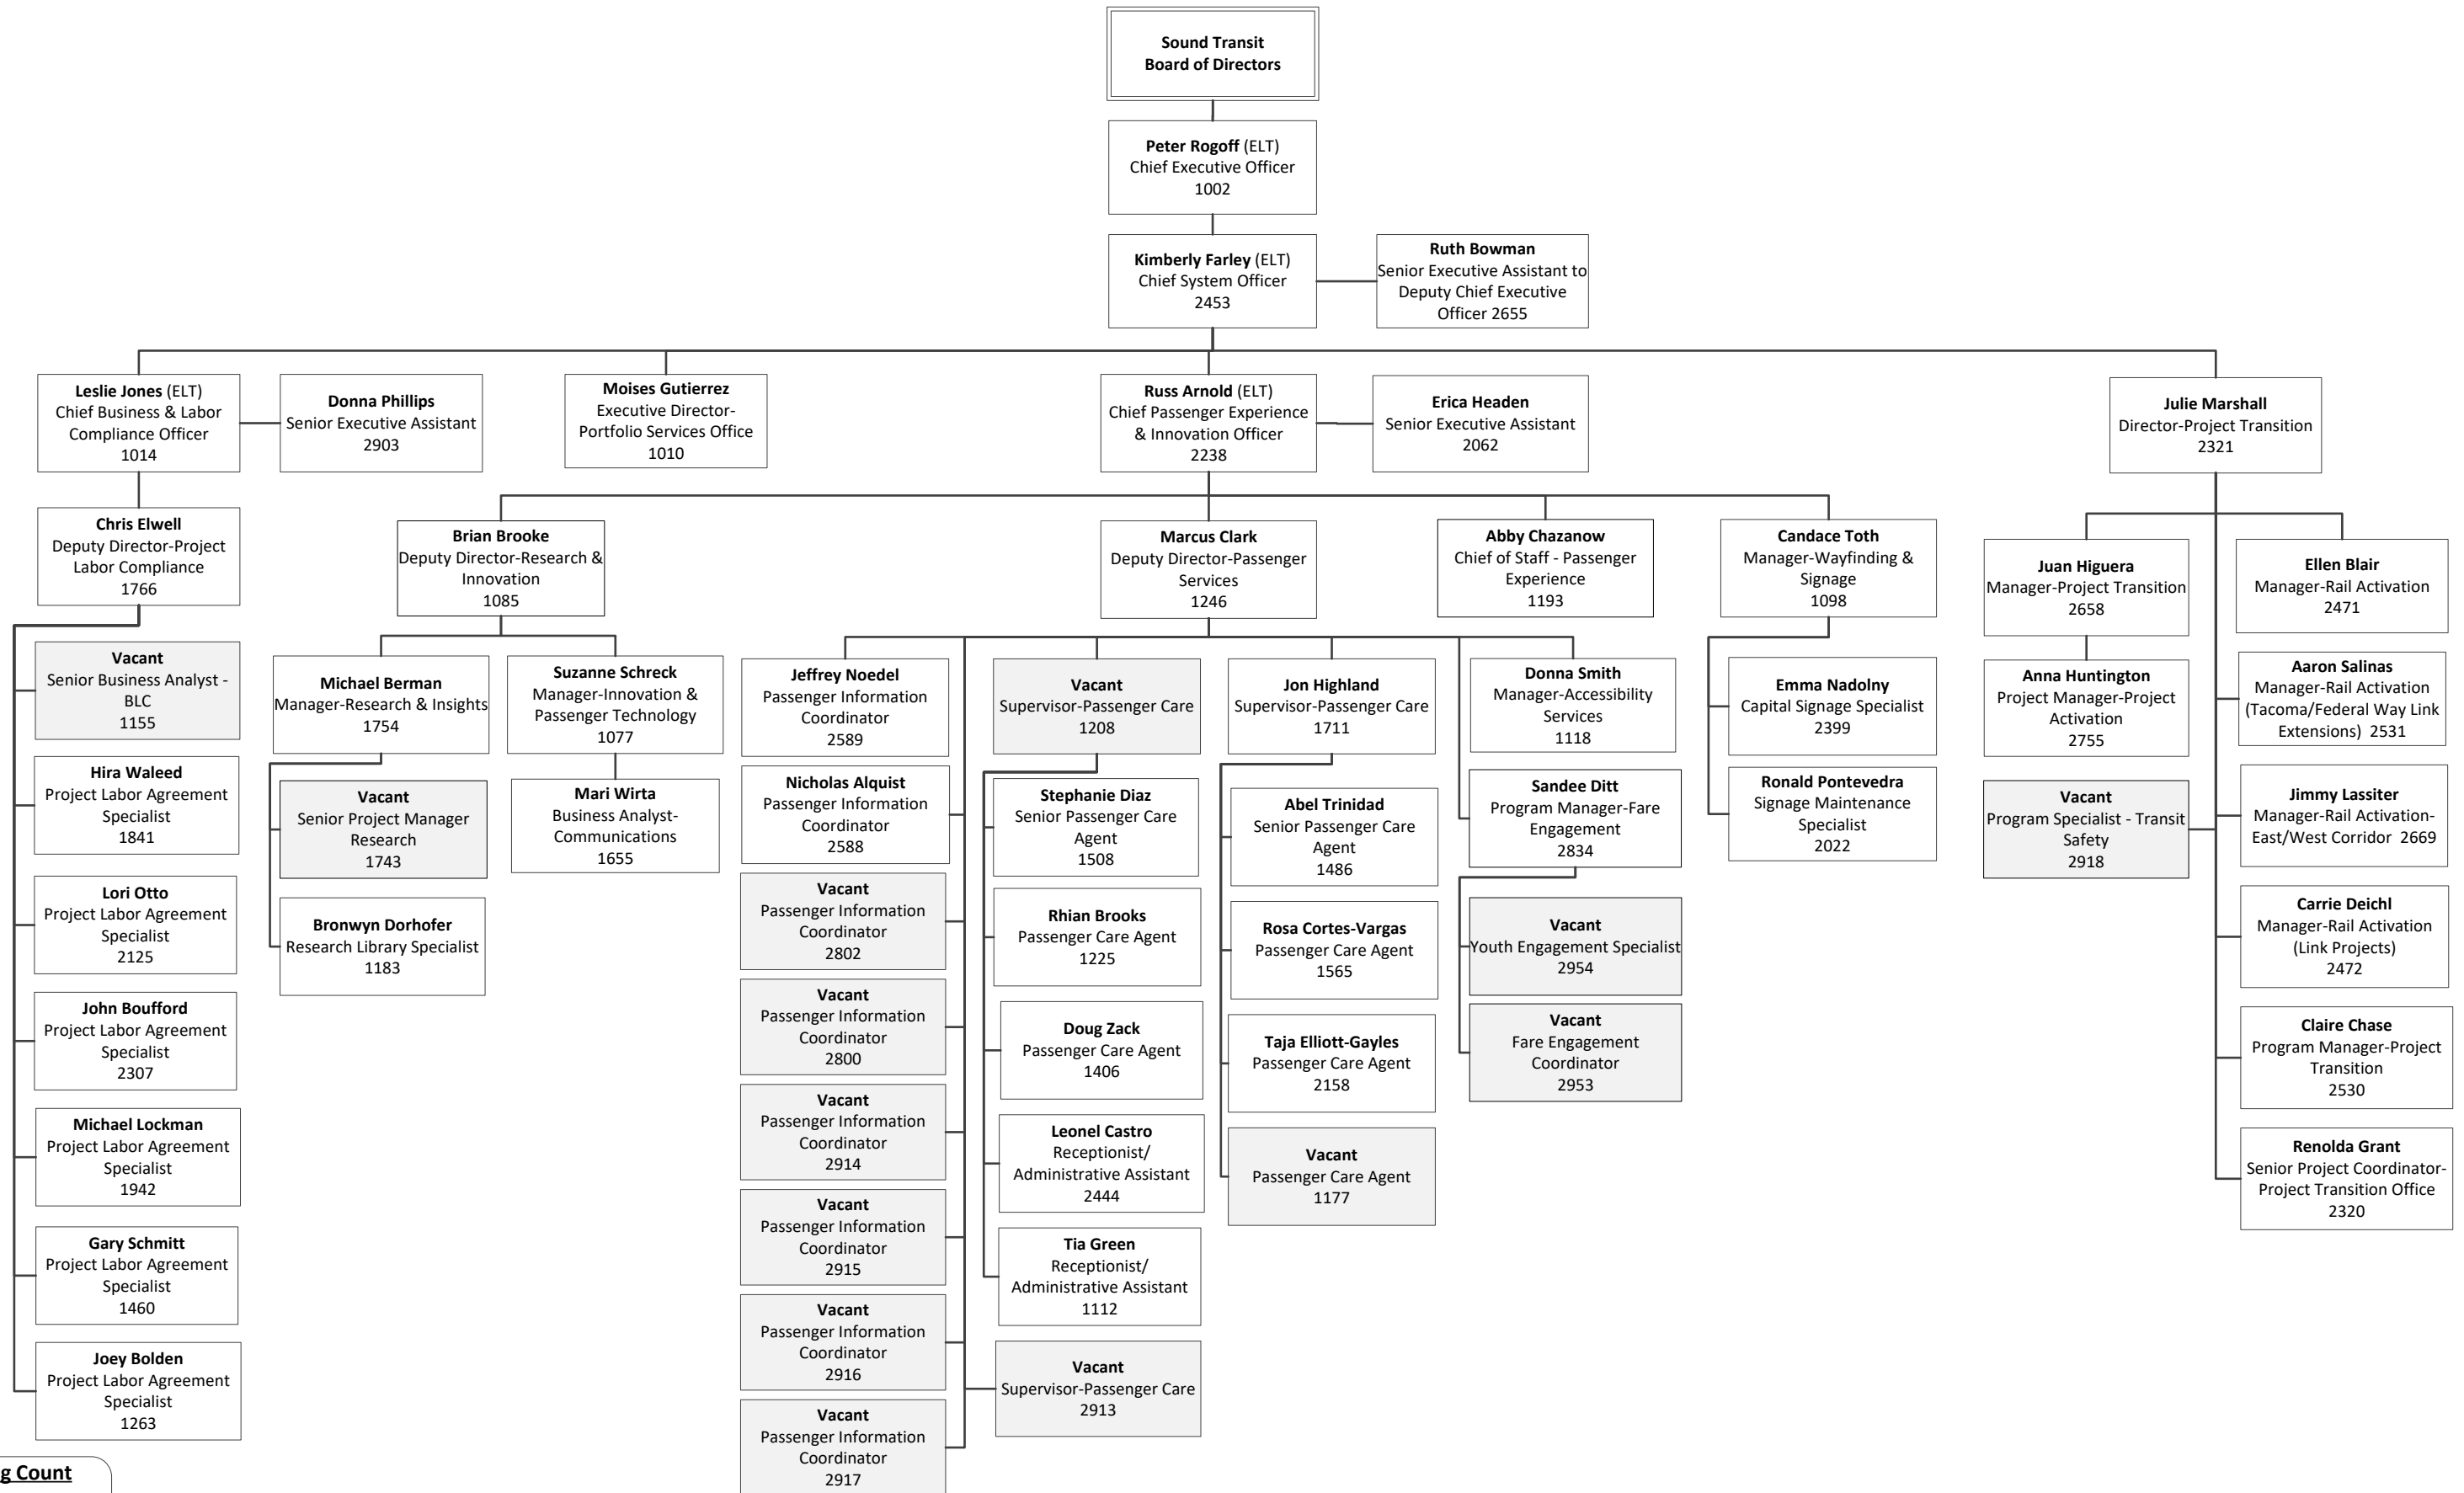 Sound Transit
Board of Directors
Peter Rogoff (ELT)
Chief Executive Officer
1002
Kimberly Farley (ELT)
Chief System Officer
2453
Ruth Bowman
Senior Executive Assistant to
Deputy Chief Executive
Officer 2655
Leslie Jones (ELT)
Chief Business & Labor
Compliance Officer
1014
Donna Phillips
Senior Executive Assistant
2903
Moises Gutierrez
Executive Director-
Portfolio Services Office
1010
Russ Arnold (ELT)
Chief Passenger Experience
& Innovation Officer
2238
Erica Headen
Senior Executive Assistant
2062
Julie Marshall
Director-Project Transition
2321
Chris Elwell
Deputy Director-Project
Labor Compliance
1766
Brian Brooke
Deputy Director-Research &
Innovation
1085
Marcus Clark
Deputy Director-Passenger
Services
1246
Abby Chazanow
Chief of Staff - Passenger
Experience
1193
Candace Toth
Manager-Wayfinding &
Signage
1098
Juan Higuera
Manager-Project Transition
2658
Ellen Blair
Manager-Rail Activation
2471
Vacant
Senior Business Analyst -
BLC
1155
Hira Waleed
Project Labor Agreement
Specialist
1841
Lori Otto
Project Labor Agreement
Specialist
2125
John Boufford
Project Labor Agreement
Specialist
2307
Michael Lockman
Project Labor Agreement
Specialist
1942
Gary Schmitt
Project Labor Agreement
Specialist
1460
Joey Bolden
Project Labor Agreement
Specialist
1263
Michael Berman
Manager-Research & Insights
1754
Vacant
Senior Project Manager
Research
1743
Bronwyn Dorhofer
Research Library Specialist
1183
Suzanne Schreck
Manager-Innovation &
Passenger Technology
1077
Mari Wirta
Business Analyst-
Communications
1655
Jeffrey Noedel
Passenger Information
Coordinator
2589
Nicholas Alquist
Passenger Information
Coordinator
2588
Vacant
Passenger Information
Coordinator
2802
Vacant
Passenger Information
Coordinator
2800
Vacant
Passenger Information
Coordinator
2914
Vacant
Passenger Information
Coordinator
2915
Vacant
Passenger Information
Coordinator
2916
Vacant
Passenger Information
Coordinator
2917
Vacant
Supervisor-Passenger Care
1208
Stephanie Diaz
Senior Passenger Care
Agent
1508
Rhian Brooks
Passenger Care Agent
1225
Doug Zack
Passenger Care Agent
1406
Leonel Castro
Receptionist/
Administrative Assistant
2444
Tia Green
Receptionist/
Administrative Assistant
1112
Vacant
Supervisor-Passenger Care
2913
Jon Highland
Supervisor-Passenger Care
1711
Abel Trinidad
Senior Passenger Care
Agent
1486
Rosa Cortes-Vargas
Passenger Care Agent
1565
Taja Elliott-Gayles
Passenger Care Agent
2158
Vacant
Passenger Care Agent
1177
Donna Smith
Manager-Accessibility
Services
1118
Sandee Ditt
Program Manager-Fare
Engagement
2834
Vacant
Youth Engagement Specialist
2954
Vacant
Fare Engagement
Coordinator
2953
Emma Nadolny
Capital Signage Specialist
2399
Ronald Pontevedra
Signage Maintenance
Specialist
2022
Anna Huntington
Project Manager-Project
Activation
2755
Vacant
Program Specialist - Transit
Safety
2918
Aaron Salinas
Manager-Rail Activation
(Tacoma/Federal Way Link
Extensions) 2531
Jimmy Lassiter
Manager-Rail Activation-
East/West Corridor 2669
Carrie Deichl
Manager-Rail Activation
(Link Projects)
2472
Claire Chase
Program Manager-Project
Transition
2530
Renolda Grant
Senior Project Coordinator-
Project Transition Office
2320
g Count